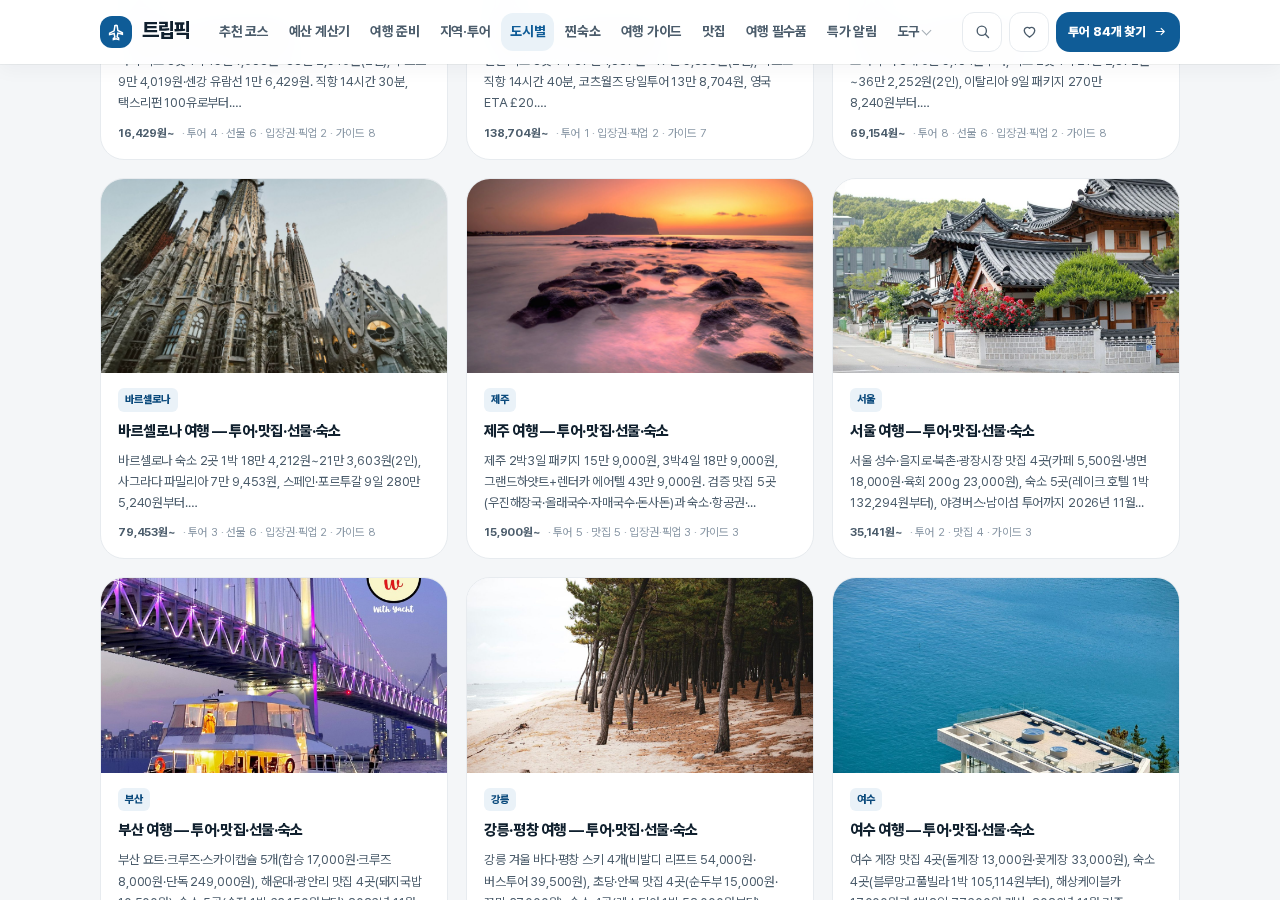 트립픽
추천 코스 예산 계산기 여행 준비 지역·투어 도시별 찐숙소 여행 가이드 맛집 여행 필수품 특가 알림 도구
투어 84개 찾기 →
9만 4,019원·센강 유람선 1만 6,429원. 직항 14시간 30분,
택스리펀 100유로부터.…
16,429원~ · 투어 4 · 선물 6 · 입장권·픽업 2 · 가이드 8
직항 14시간 40분, 코츠월즈 당일투어 13만 8,704원, 영국
ETA £20.…
138,704원~ · 투어 1 · 입장권·픽업 2 · 가이드 7
~36만 2,252원(2인), 이탈리아 9일 패키지 270만
8,240원부터.…
69,154원~ · 투어 8 · 선물 6 · 입장권·픽업 2 · 가이드 8
바르셀로나
바르셀로나 여행 — 투어·맛집·선물·숙소
바르셀로나 숙소 2곳 1박 18만 4,212원~21만 3,603원(2인),
사그라다 파밀리아 7만 9,453원, 스페인·포르투갈 9일 280만
5,240원부터.…
79,453원~ · 투어 3 · 선물 6 · 입장권·픽업 2 · 가이드 8
제주
제주 여행 — 투어·맛집·선물·숙소
제주 2박3일 패키지 15만 9,000원, 3박4일 18만 9,000원,
그랜드하얏트+렌터카 에어텔 43만 9,000원. 검증 맛집 5곳
(우진해장국·올래국수·자매국수·돈사돈)과 숙소·항공권·…
15,900원~ · 투어 5 · 맛집 5 · 입장권·픽업 3 · 가이드 3
서울
서울 여행 — 투어·맛집·선물·숙소
서울 성수·을지로·북촌·광장시장 맛집 4곳(카페 5,500원·냉면
18,000원·육회 200g 23,000원), 숙소 5곳(레이크 호텔 1박
132,294원부터), 야경버스·남이섬 투어까지 2026년 11월…
35,141원~ · 투어 2 · 맛집 4 · 가이드 3
With Yacht
부산
부산 여행 — 투어·맛집·선물·숙소
부산 요트·크루즈·스카이캡슐 5개(합승 17,000원·크루즈
8,000원·단독 249,000원), 해운대·광안리 맛집 4곳(돼지국밥
강릉
강릉·평창 여행 — 투어·맛집·선물·숙소
강릉 겨울 바다·평창 스키 4개(비발디 리프트 54,000원·
버스투어 39,500원), 초당·안목 맛집 4곳(순두부 15,000원·
여수
여수 여행 — 투어·맛집·선물·숙소
여수 게장 맛집 4곳(돌게장 13,000원·꽃게장 33,000원), 숙소
4곳(블루망고풀빌라 1박 105,114원부터), 해상케이블카